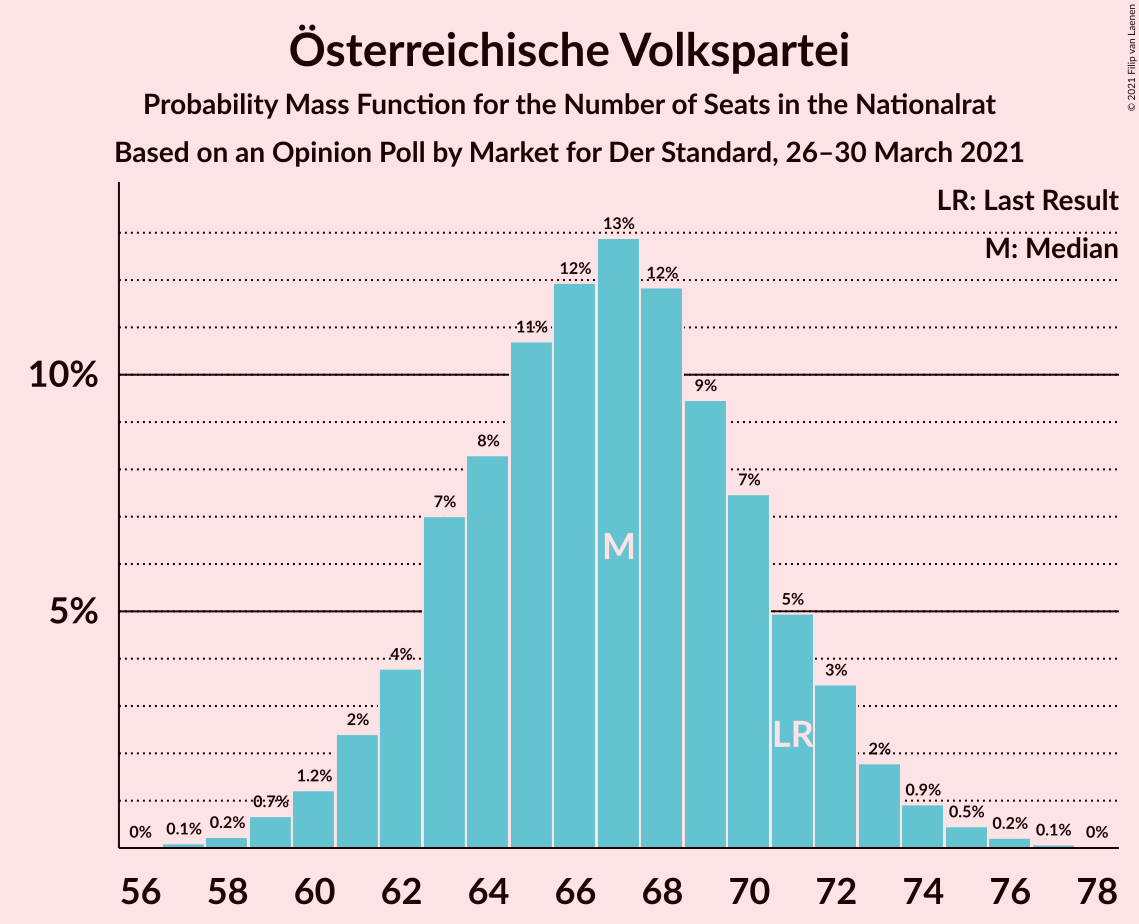 Österreichische Volkspartei
Probability Mass Function for the Number of Seats in the Nationalrat
Based on an Opinion Poll by Market for Der Standard, 26–30 March 2021
© 2021 Filip van Laenen
LR: Last Result
M: Median
13%
12%
12%
11%
10%
9%
8%
7%
7%
M
5%
5%
4%
3%
LR
2%
2%
1.2%
0.9%
0.7%
0.5%
0.2%
0.2%
0.1%
0.1%
0%
0%
56 58 60 62 64 66 68 70 72 74 76 78